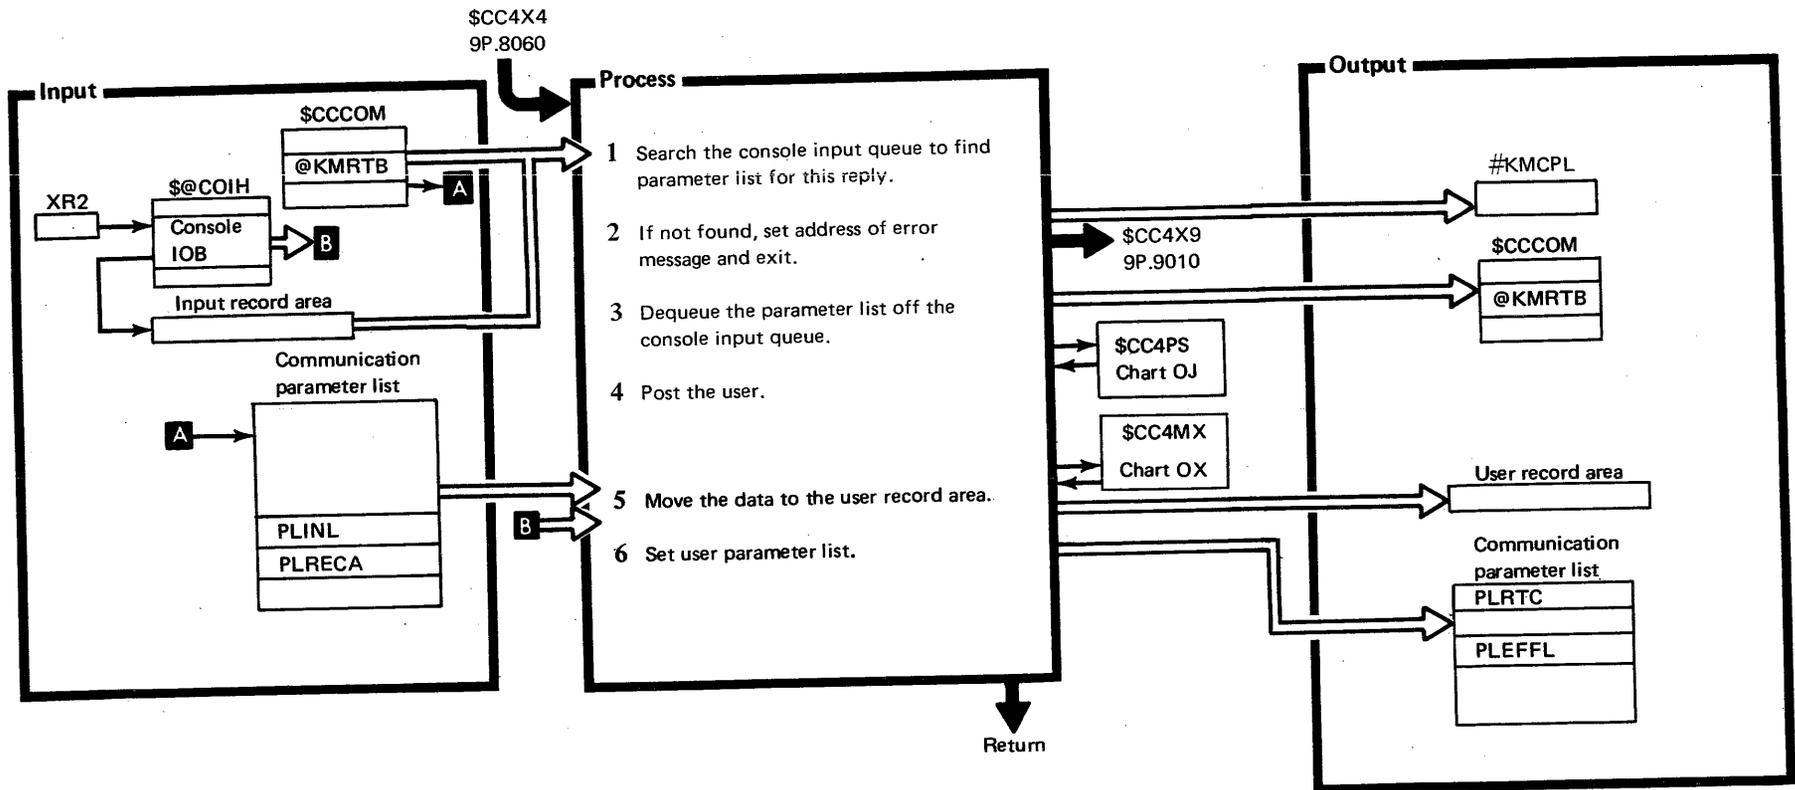 $CC4X4
9P.8060
Input
$CCCOM
@KMRTB
A
XR2
$@COIH
Console
IOB
B
Input record area
Communication
parameter list
A
PLINL
PLRECA
B
Process
1 Search the console input queue to find
parameter list for this reply.
2 If not found, set address of error
message and exit.
3 Dequeue the parameter list off the
console input queue.
4 Post the user.
5 Move the data to the user record area.
6 Set user parameter list.
Return
$CC4X9
9P.9010
$CC4PS
Chart OJ
$CC4MX
Chart OX
Output
#KMCPL
$CCCOM
@KMRTB
User record area
Communication
parameter list
PLRTC
PLEFFL